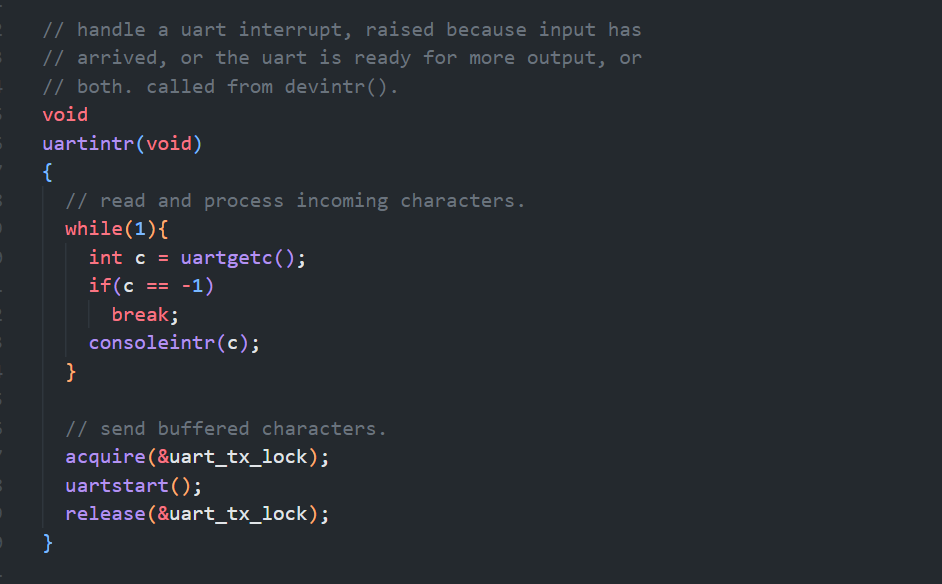 // handle a uart interrupt, raised because input has
// arrived, or the uart is ready for more output, or
// both. called from devintr().
void
uartintr(void)
{
  // read and process incoming characters.
  while(1){
    int c = uartgetc();
    if(c == -1)
      break;
    consoleintr(c);
  }

  // send buffered characters.
  acquire(&uart_tx_lock);
  uartstart();
  release(&uart_tx_lock);
}